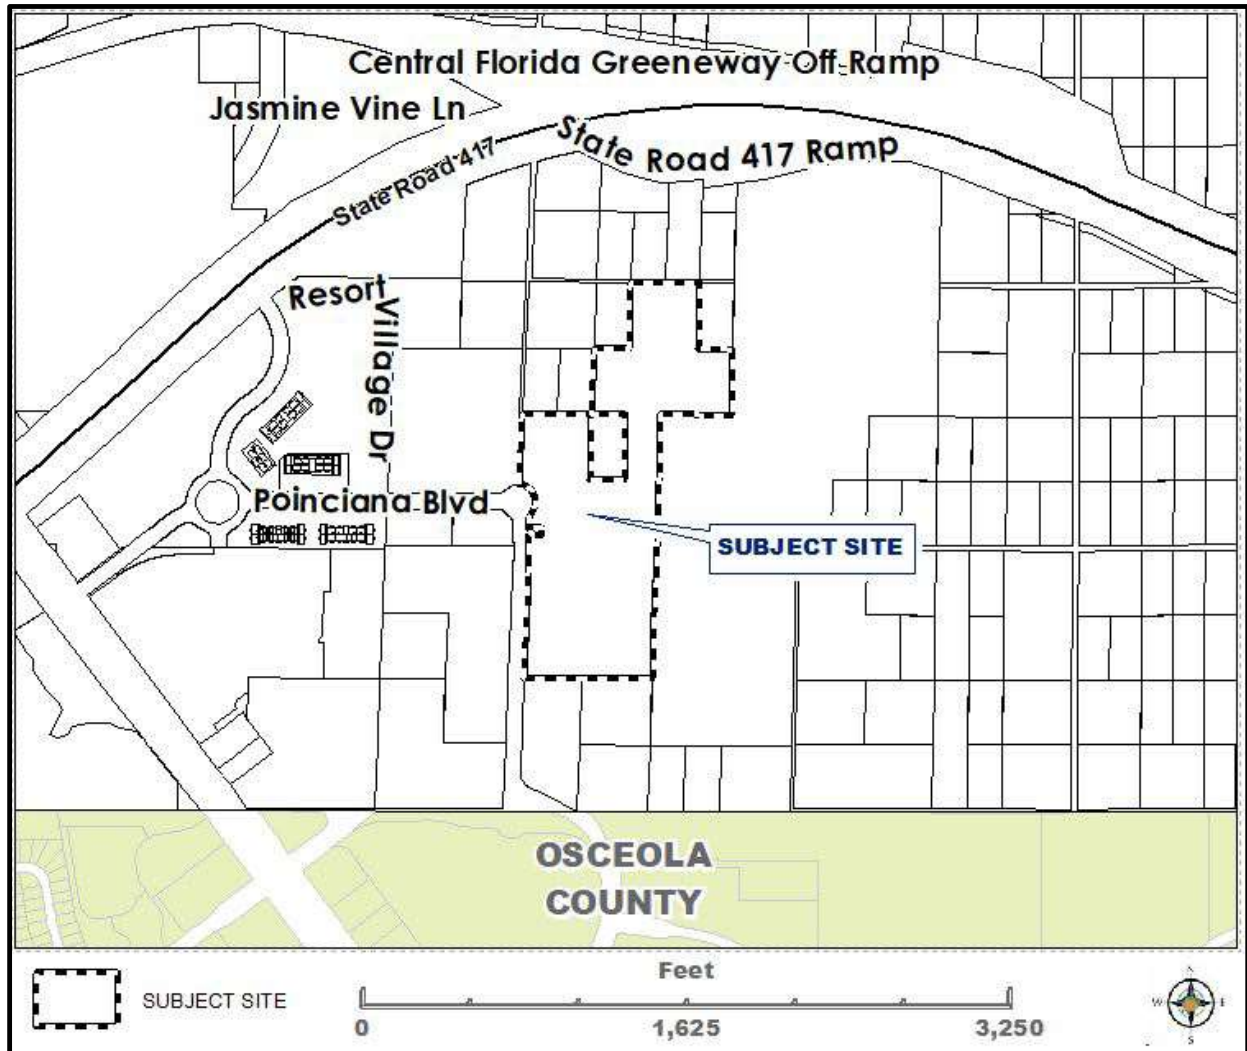 Central Florida Greeneway Off Ramp
Jasmine Vine Ln
State Road 417 Ramp
State Road 417
Resort Village Dr
Poinciana Blvd
SUBJECT SITE
OSCEOLA
COUNTY
Feet
SUBJECT SITE
0 1,625 3,250
N
W E
S